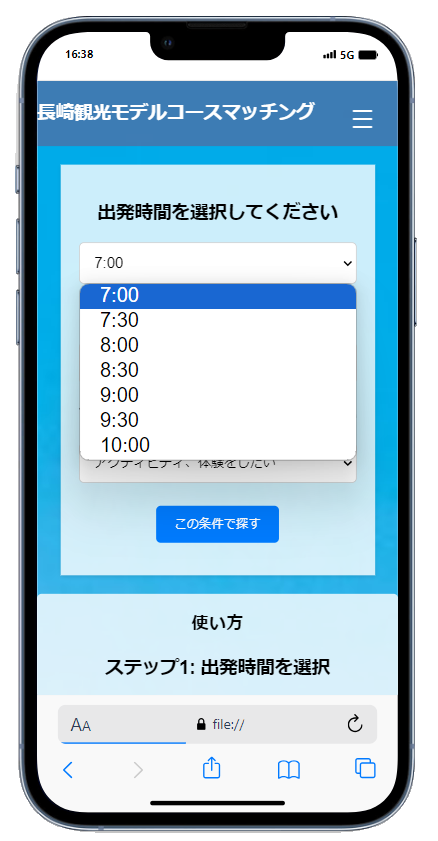 16:38
5G
長崎観光モデルコースマッチング
出発時間を選択してください
7:00
7:00
7:30
8:00
8:30
9:00
9:30
10:00
アクティビティ、体験をしたい
この条件で探す
使い方
ステップ1: 出発時間を選択
AA
file://